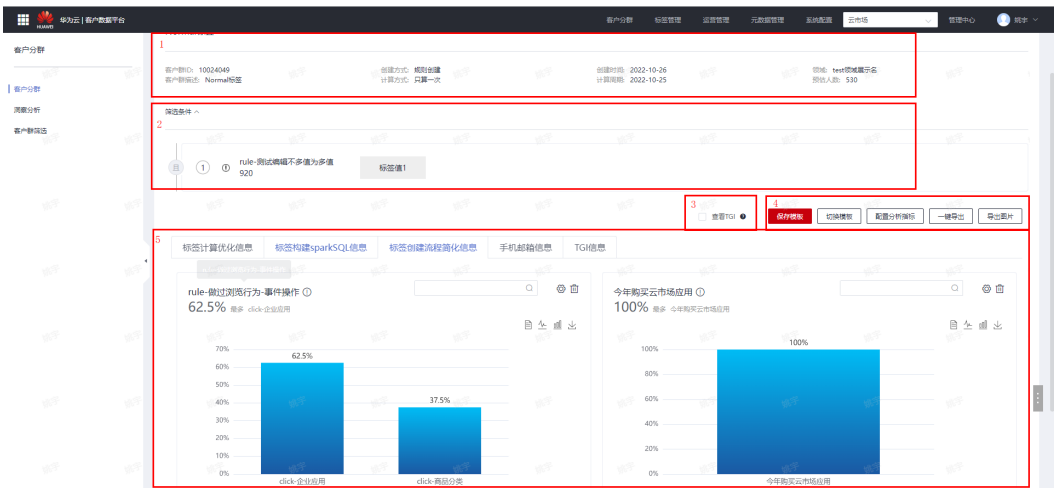 HUAWEI 华为云 | 客户数据平台 客户分群 标签管理 运营管理 元数据管理 系统配置 云市场 管理中心 姚宇
客户分群
客户分群
洞察分析
客户群筛选
1
客户群ID: 10024049 创建方式: 规则创建 创建时间: 2022-10-26 领域: test领域展示名
客户群描述: Normal标签 计算方式: 只算一次 计算周期: 2022-10-25 预估人数: 530
筛选条件
2
1 rule-测试编辑不多值为多值
920
标签值1
3
查看TGI
4
保存模板 切换模板 配置分析指标 一键导出 导出图片
5
标签计算优化信息 标签构建sparkSQL信息 标签创建流程简化信息 手机邮箱信息 TGI信息
rule-做过浏览行为-事件操作
62.5% 最多 click-企业应用
70%
60%
50%
40%
30%
20%
10%
0%
62.5%
37.5%
click-企业应用 click-商品分类
今年购买云市场应用
100% 最多 今年购买云市场应用
100%
80%
60%
40%
20%
0%
100%
今年购买云市场应用